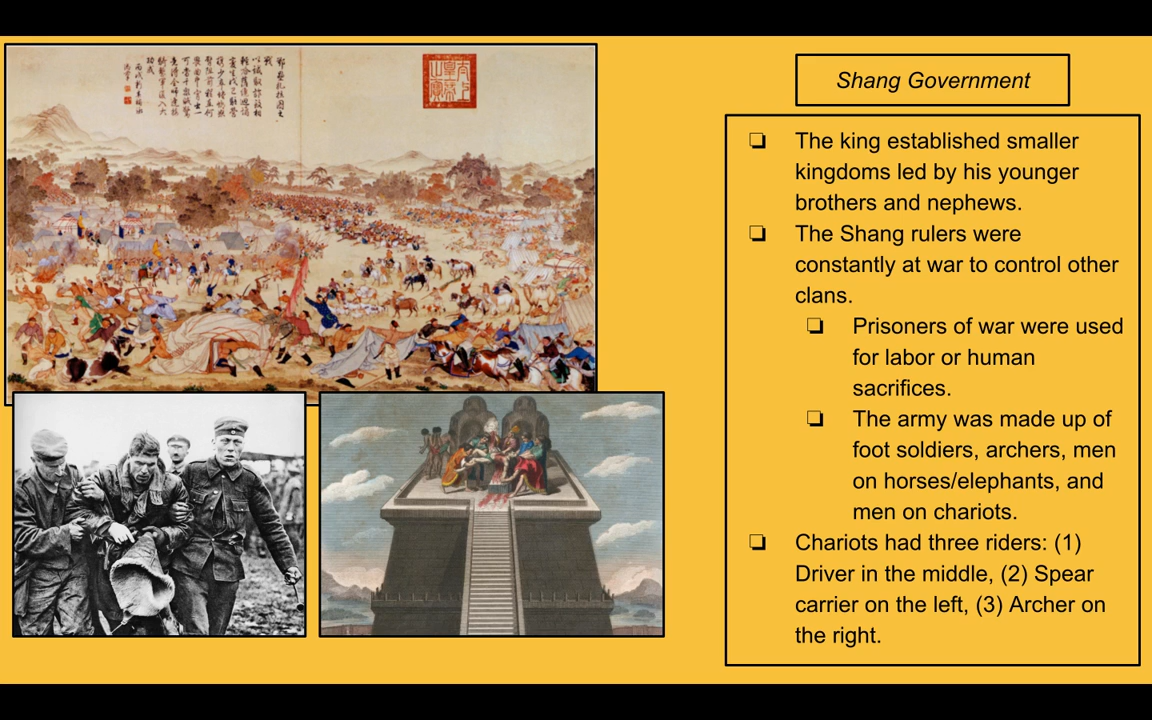 Shang Government
❏ The king established smaller
kingdoms led by his younger
brothers and nephews.
❏ The Shang rulers were
constantly at war to control other
clans.
❏ Prisoners of war were used
for labor or human
sacrifices.
❏ The army was made up of
foot soldiers, archers, men
on horses/elephants, and
men on chariots.
❏ Chariots had three riders: (1)
Driver in the middle, (2) Spear
carrier on the left, (3) Archer on
the right.